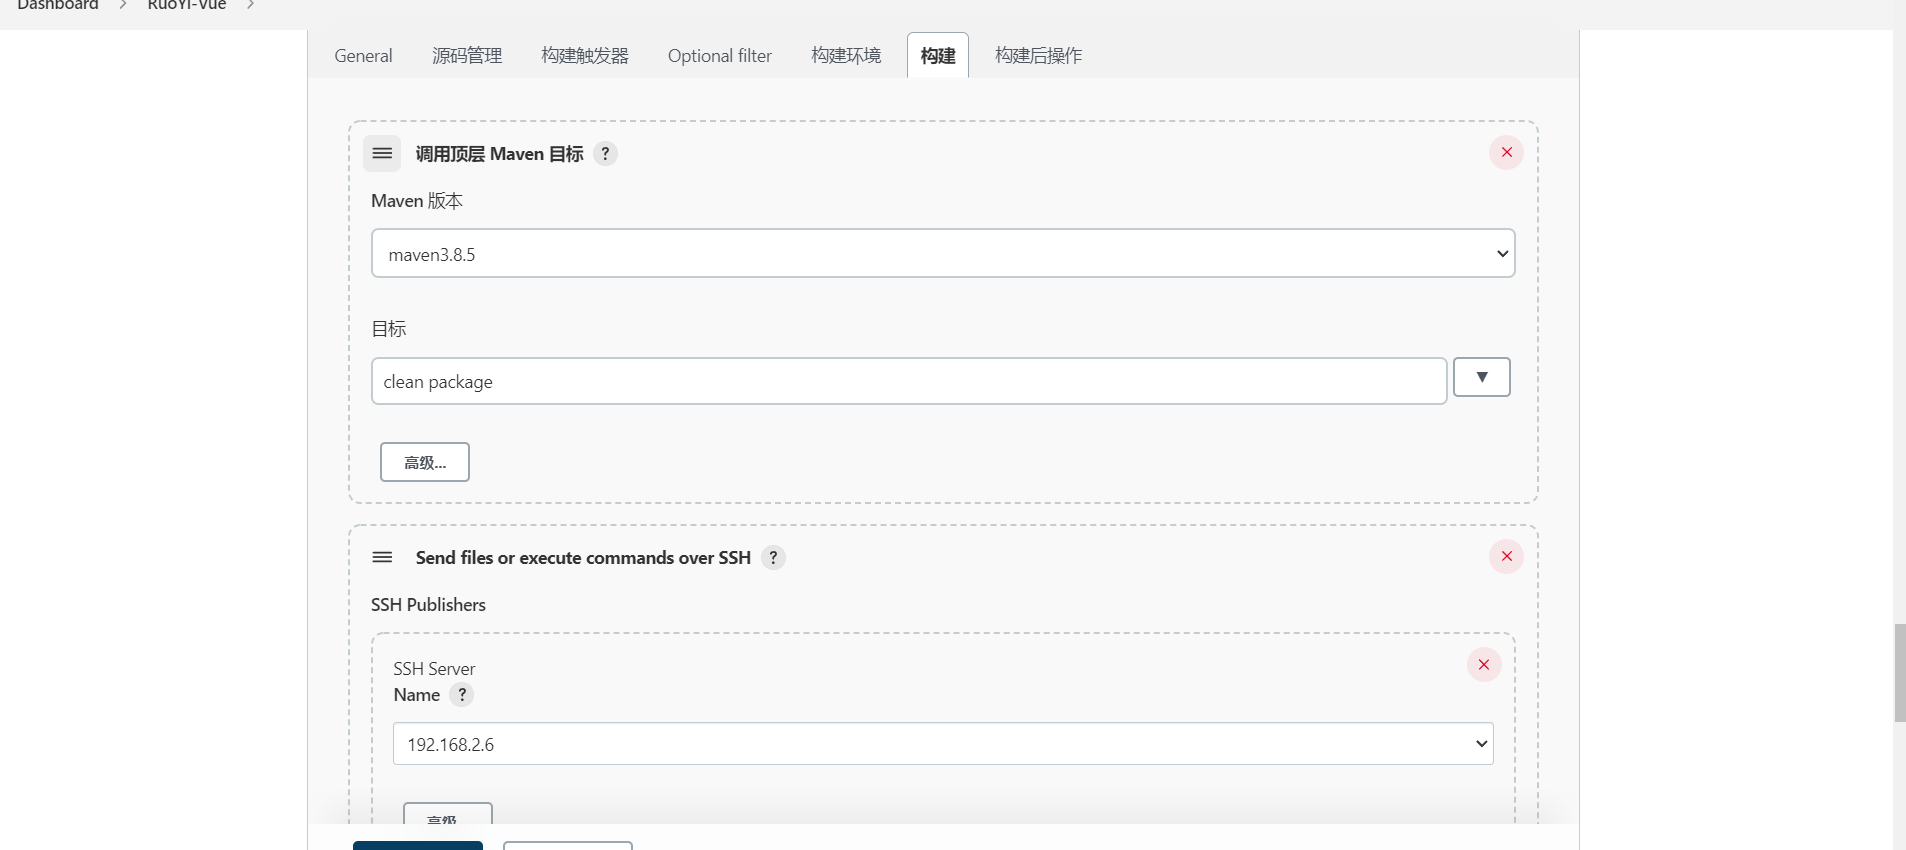 Dashboard > RuoYi-Vue >
General 源码管理 构建触发器 Optional filter 构建环境 构建 构建后操作
调用顶层 Maven 目标 ?
Maven 版本
maven3.8.5
目标
clean package
高级...
Send files or execute commands over SSH ?
SSH Publishers
SSH Server
Name ?
192.168.2.6
高级